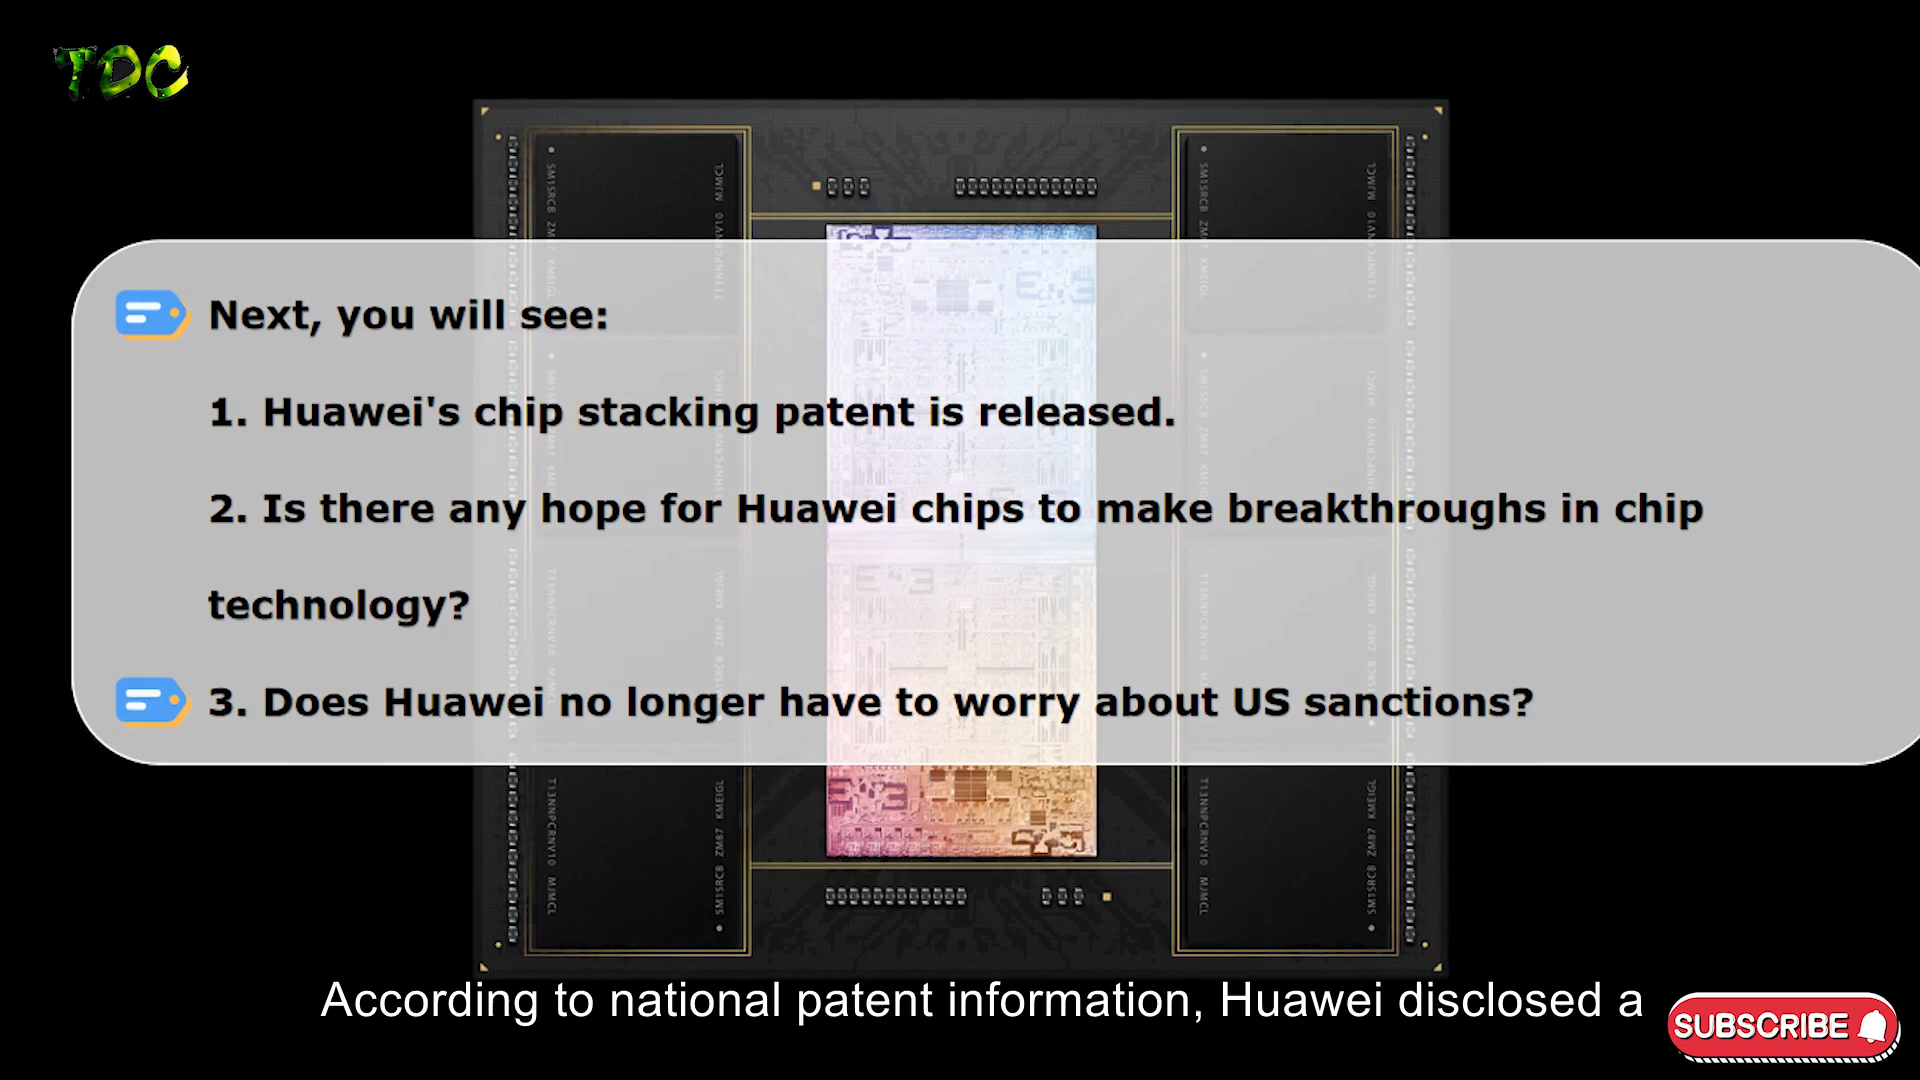 TDC
Next, you will see:
1. Huawei's chip stacking patent is released.
2. Is there any hope for Huawei chips to make breakthroughs in chip
technology?
3. Does Huawei no longer have to worry about US sanctions?
According to national patent information, Huawei disclosed a
SUBSCRIBE